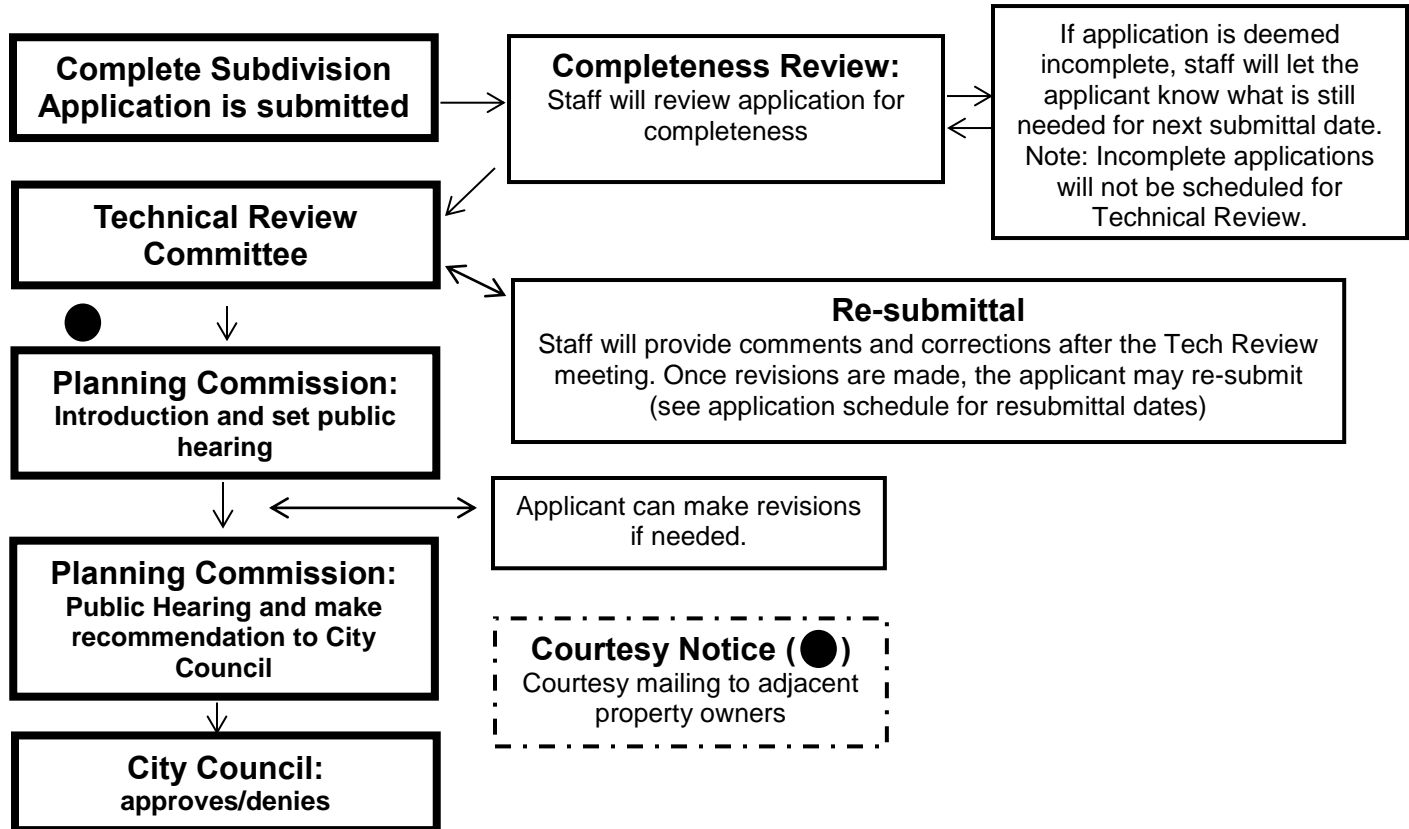 Complete Subdivision
Application is submitted
Completeness Review:
Staff will review application for
completeness
If application is deemed
incomplete, staff will let the
applicant know what is still
needed for next submittal date.
Note: Incomplete applications
will not be scheduled for
Technical Review.
Technical Review
Committee
Re-submittal
Staff will provide comments and corrections after the Tech Review
meeting. Once revisions are made, the applicant may re-submit
(see application schedule for resubmittal dates)
Planning Commission:
Introduction and set public
hearing
Applicant can make revisions
if needed.
Planning Commission:
Public Hearing and make
recommendation to City
Council
Courtesy Notice (●)
Courtesy mailing to adjacent
property owners
City Council:
approves/denies